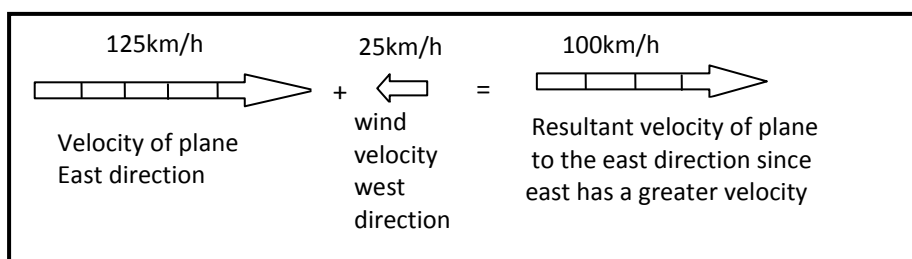 125km/h 25km/h 100km/h
+ =
Velocity of plane
East direction
wind
velocity
west
direction
Resultant velocity of plane
to the east direction since
east has a greater velocity